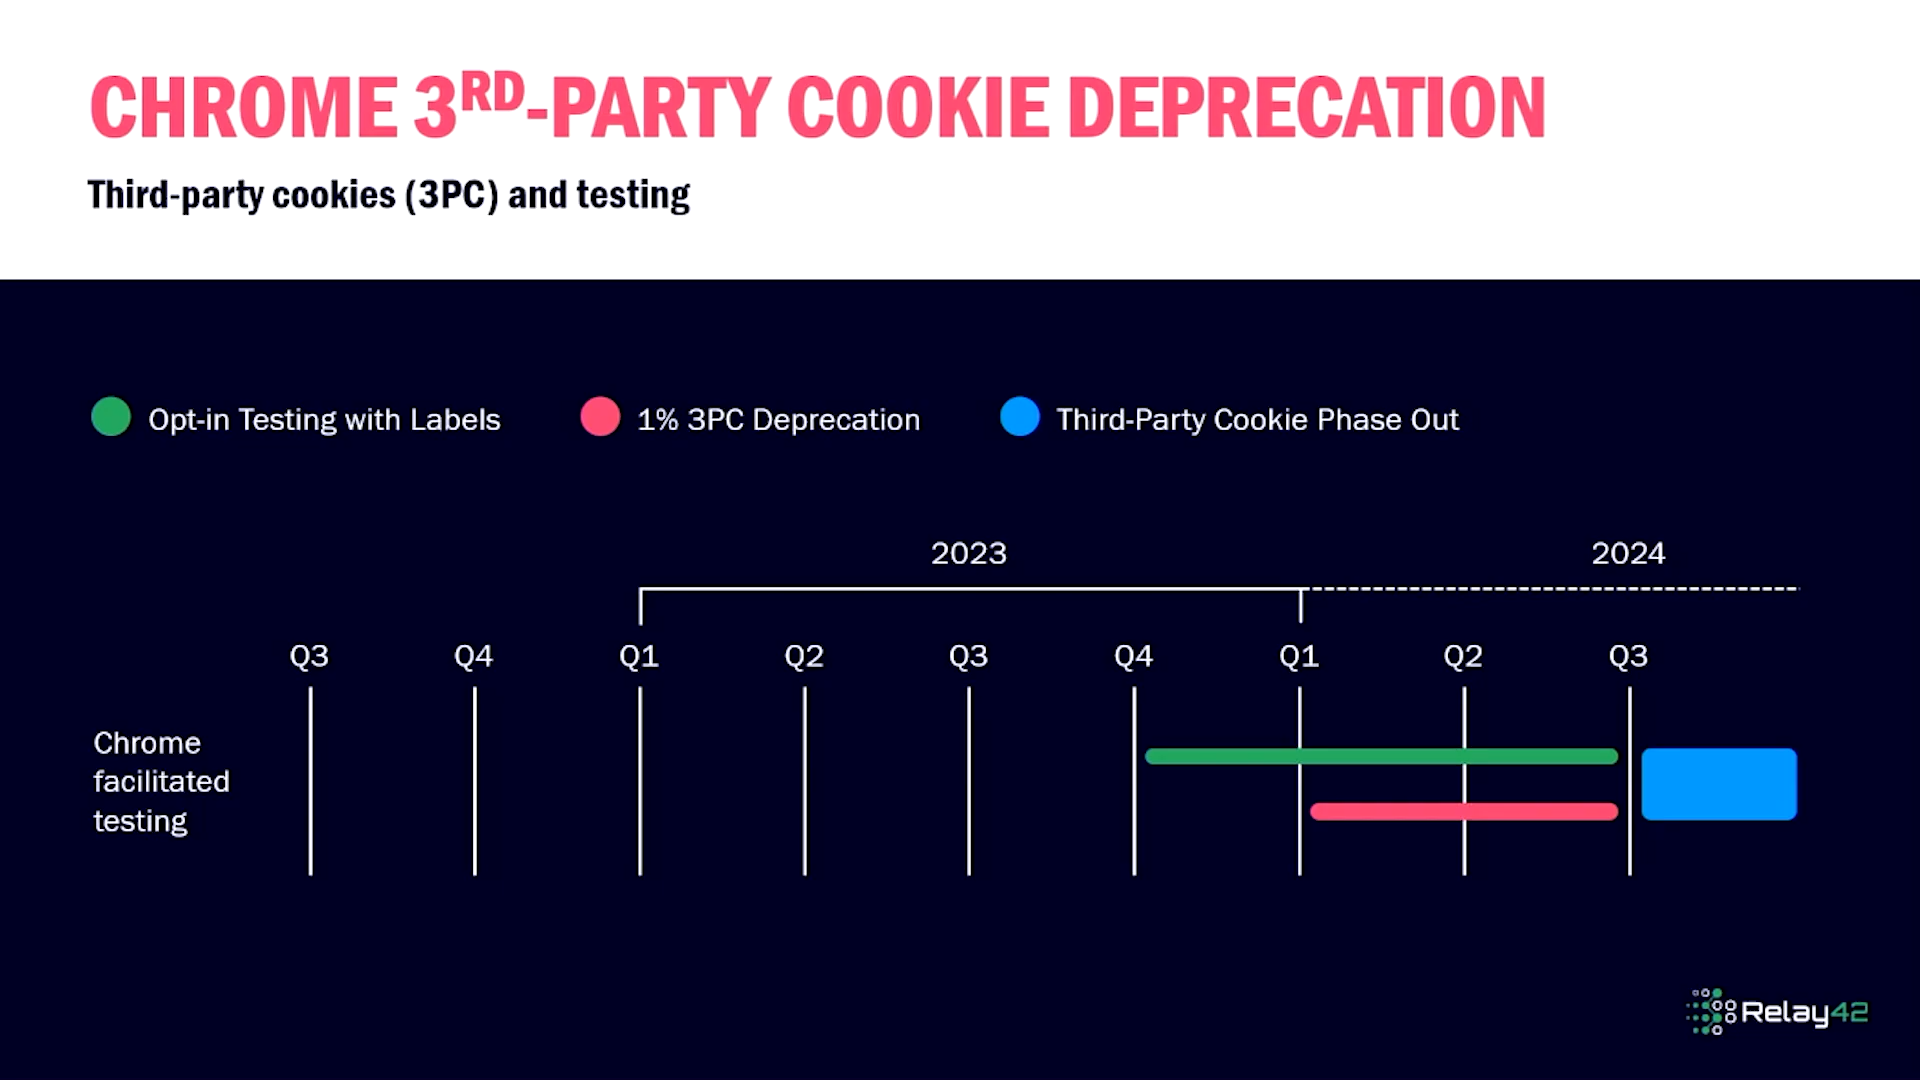 CHROME 3RD-PARTY COOKIE DEPRECATION
Third-party cookies (3PC) and testing
Opt-in Testing with Labels
1% 3PC Deprecation
Third-Party Cookie Phase Out
2023
2024
Q3
Q4
Q1
Q2
Q3
Q4
Q1
Q2
Q3
Chrome
facilitated
testing
Relay42